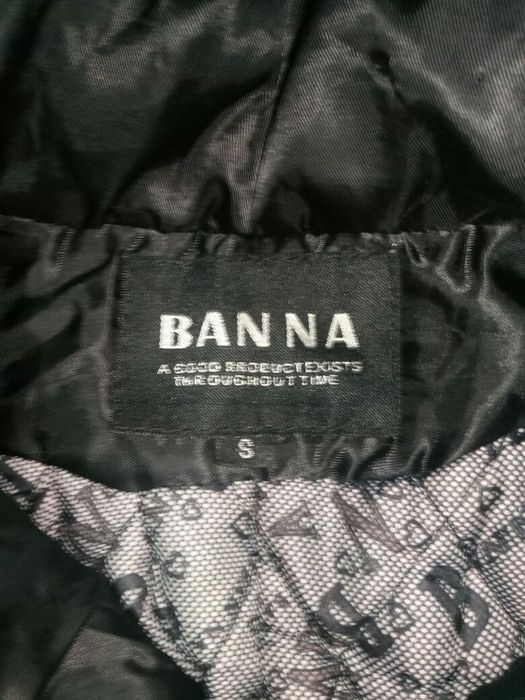 BANNA
A GOOD PRODUCT EXISTS
THROUGHOUT TIME
S